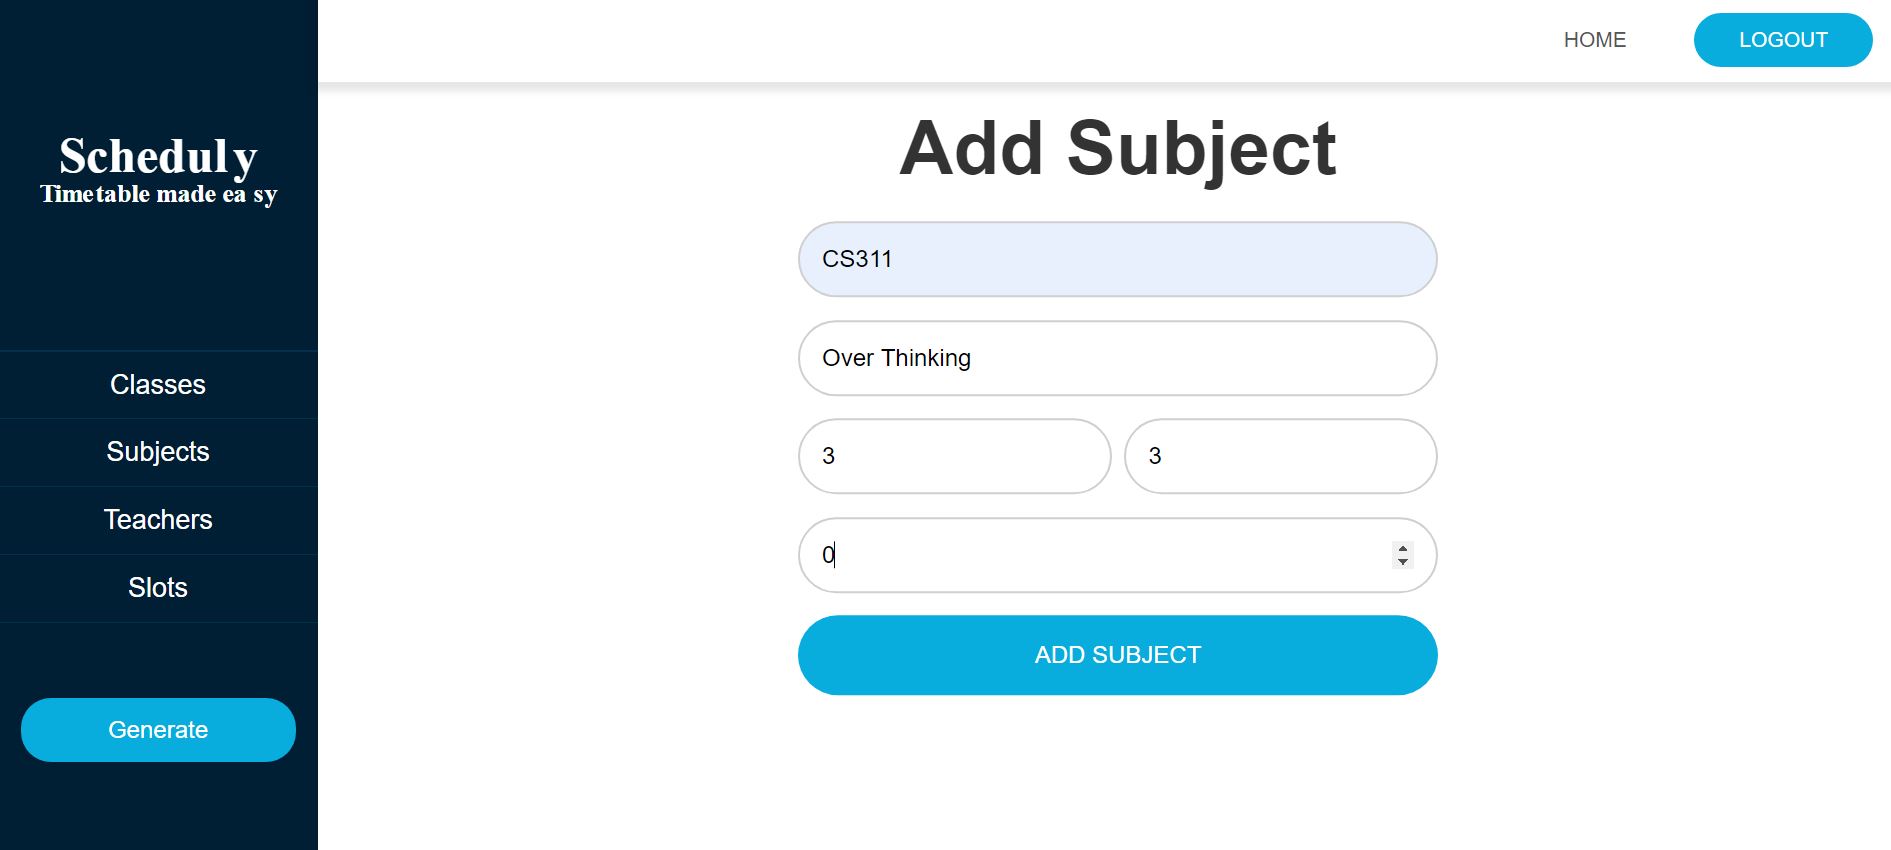 HOME
LOGOUT
Scheduly
Timetable made ea sy
Classes
Subjects
Teachers
Slots
Generate
Add Subject
CS311
Over Thinking
3 3
0
ADD SUBJECT